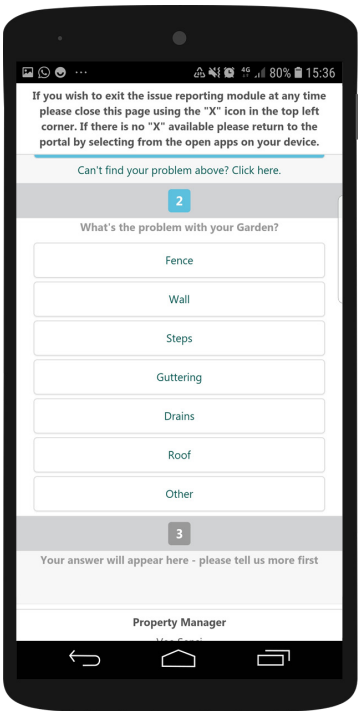 4G 80% 15:36
If you wish to exit the issue reporting module at any time
please close this page using the "X" icon in the top left
corner. If there is no "X" available please return to the
portal by selecting from the open apps on your device.
Can't find your problem above? Click here.
2
What's the problem with your Garden?
Fence
Wall
Steps
Guttering
Drains
Roof
Other
3
Your answer will appear here - please tell us more first
Property Manager